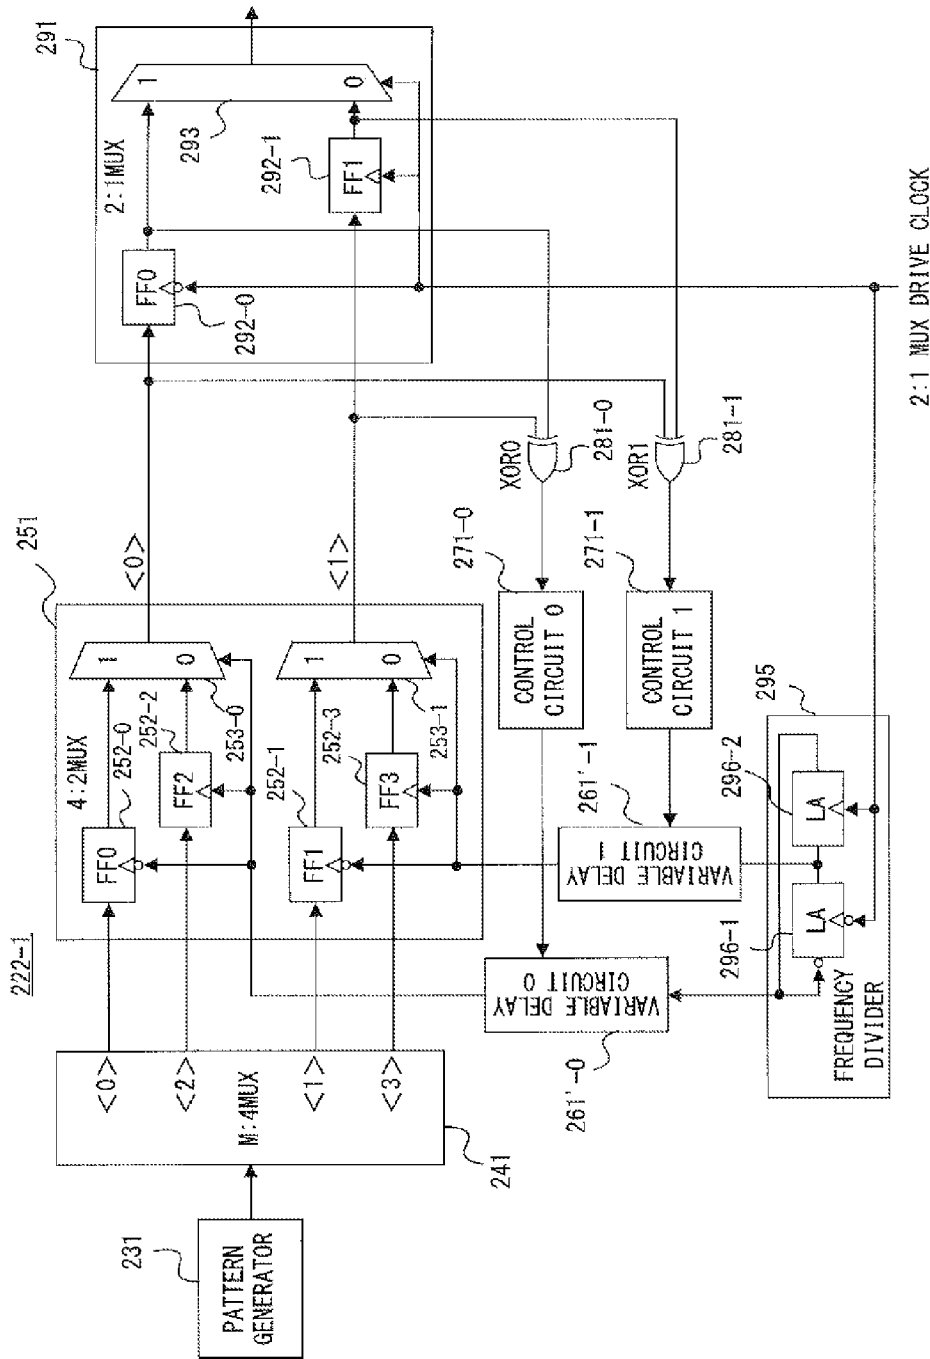 222-1
231
PATTERN
GENERATOR
241
M:4MUX
<0>
<2>
<1>
<3>
251
4:2MUX
FF0
252-0
FF2
252-2
1
0
253-0
FF1
252-1
FF3
252-3
1
0
253-1
<0>
<1>
291
2:1MUX
FF0
292-0
FF1
292-1
1
0
293
XOR0
281-0
XOR1
281-1
271-0
CONTROL
CIRCUIT 0
271-1
CONTROL
CIRCUIT 1
VARIABLE DELAY
CIRCUIT 0
261'-0
VARIABLE DELAY
CIRCUIT 1
261'-1
295
FREQUENCY
DIVIDER
LA
296-1
LA
296-2
2:1 MUX DRIVE CLOCK